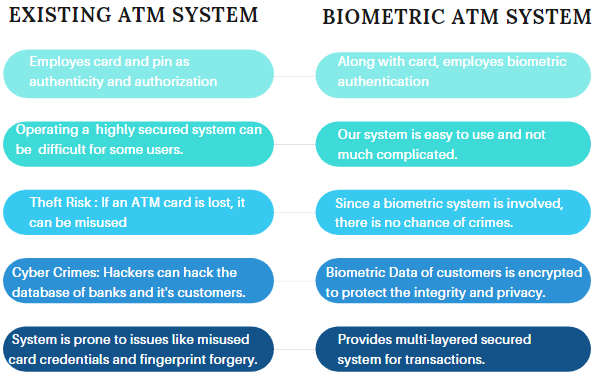 EXISTING ATM SYSTEM
BIOMETRIC ATM SYSTEM
Employes card and pin as
authenticity and authorization
Along with card, employes biometric
authentication
Operating a highly secured system can
be difficult for some users.
Our system is easy to use and not
much complicated.
Theft Risk : If an ATM card is lost, it
can be misused
Since a biometric system is involved,
there is no chance of crimes.
Cyber Crimes: Hackers can hack the
database of banks and it's customers.
Biometric Data of customers is encrypted
to protect the integrity and privacy.
System is prone to issues like misused
card credentials and fingerprint forgery.
Provides multi-layered secured
system for transactions.